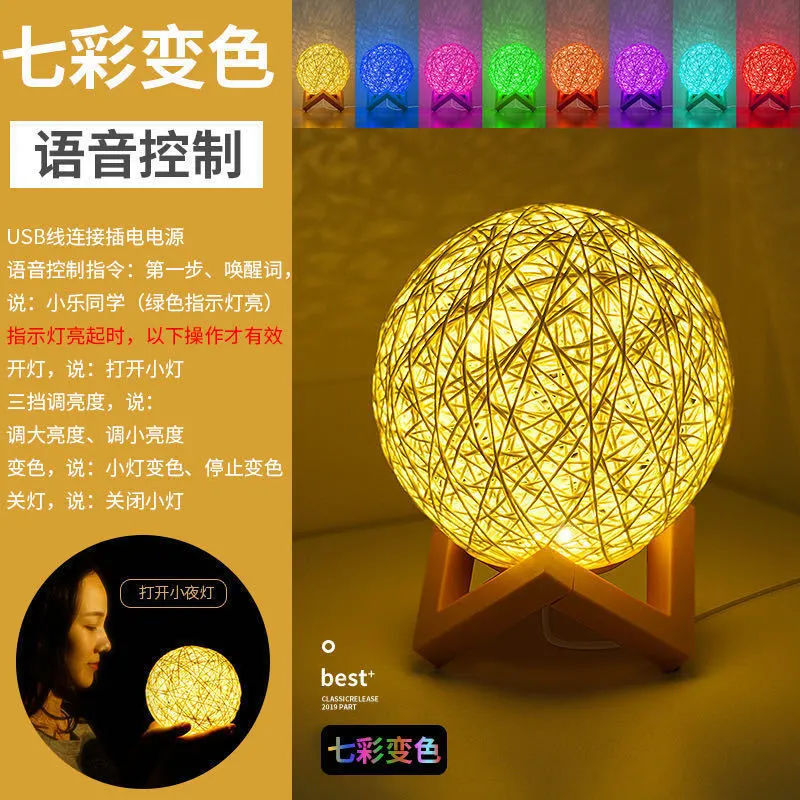 七彩变色
语音控制
USB线连接插电电源
语音控制指令：第一步、唤醒词，
说：小乐同学（绿色指示灯亮）
指示灯亮起时，以下操作才有效
开灯，说：打开小灯
三挡调亮度，说：
调大亮度、调小亮度
变色，说：小灯变色、停止变色
关灯，说：关闭小灯
打开小夜灯
best+
CLASSICRELEASE
2019 PART
七彩变色